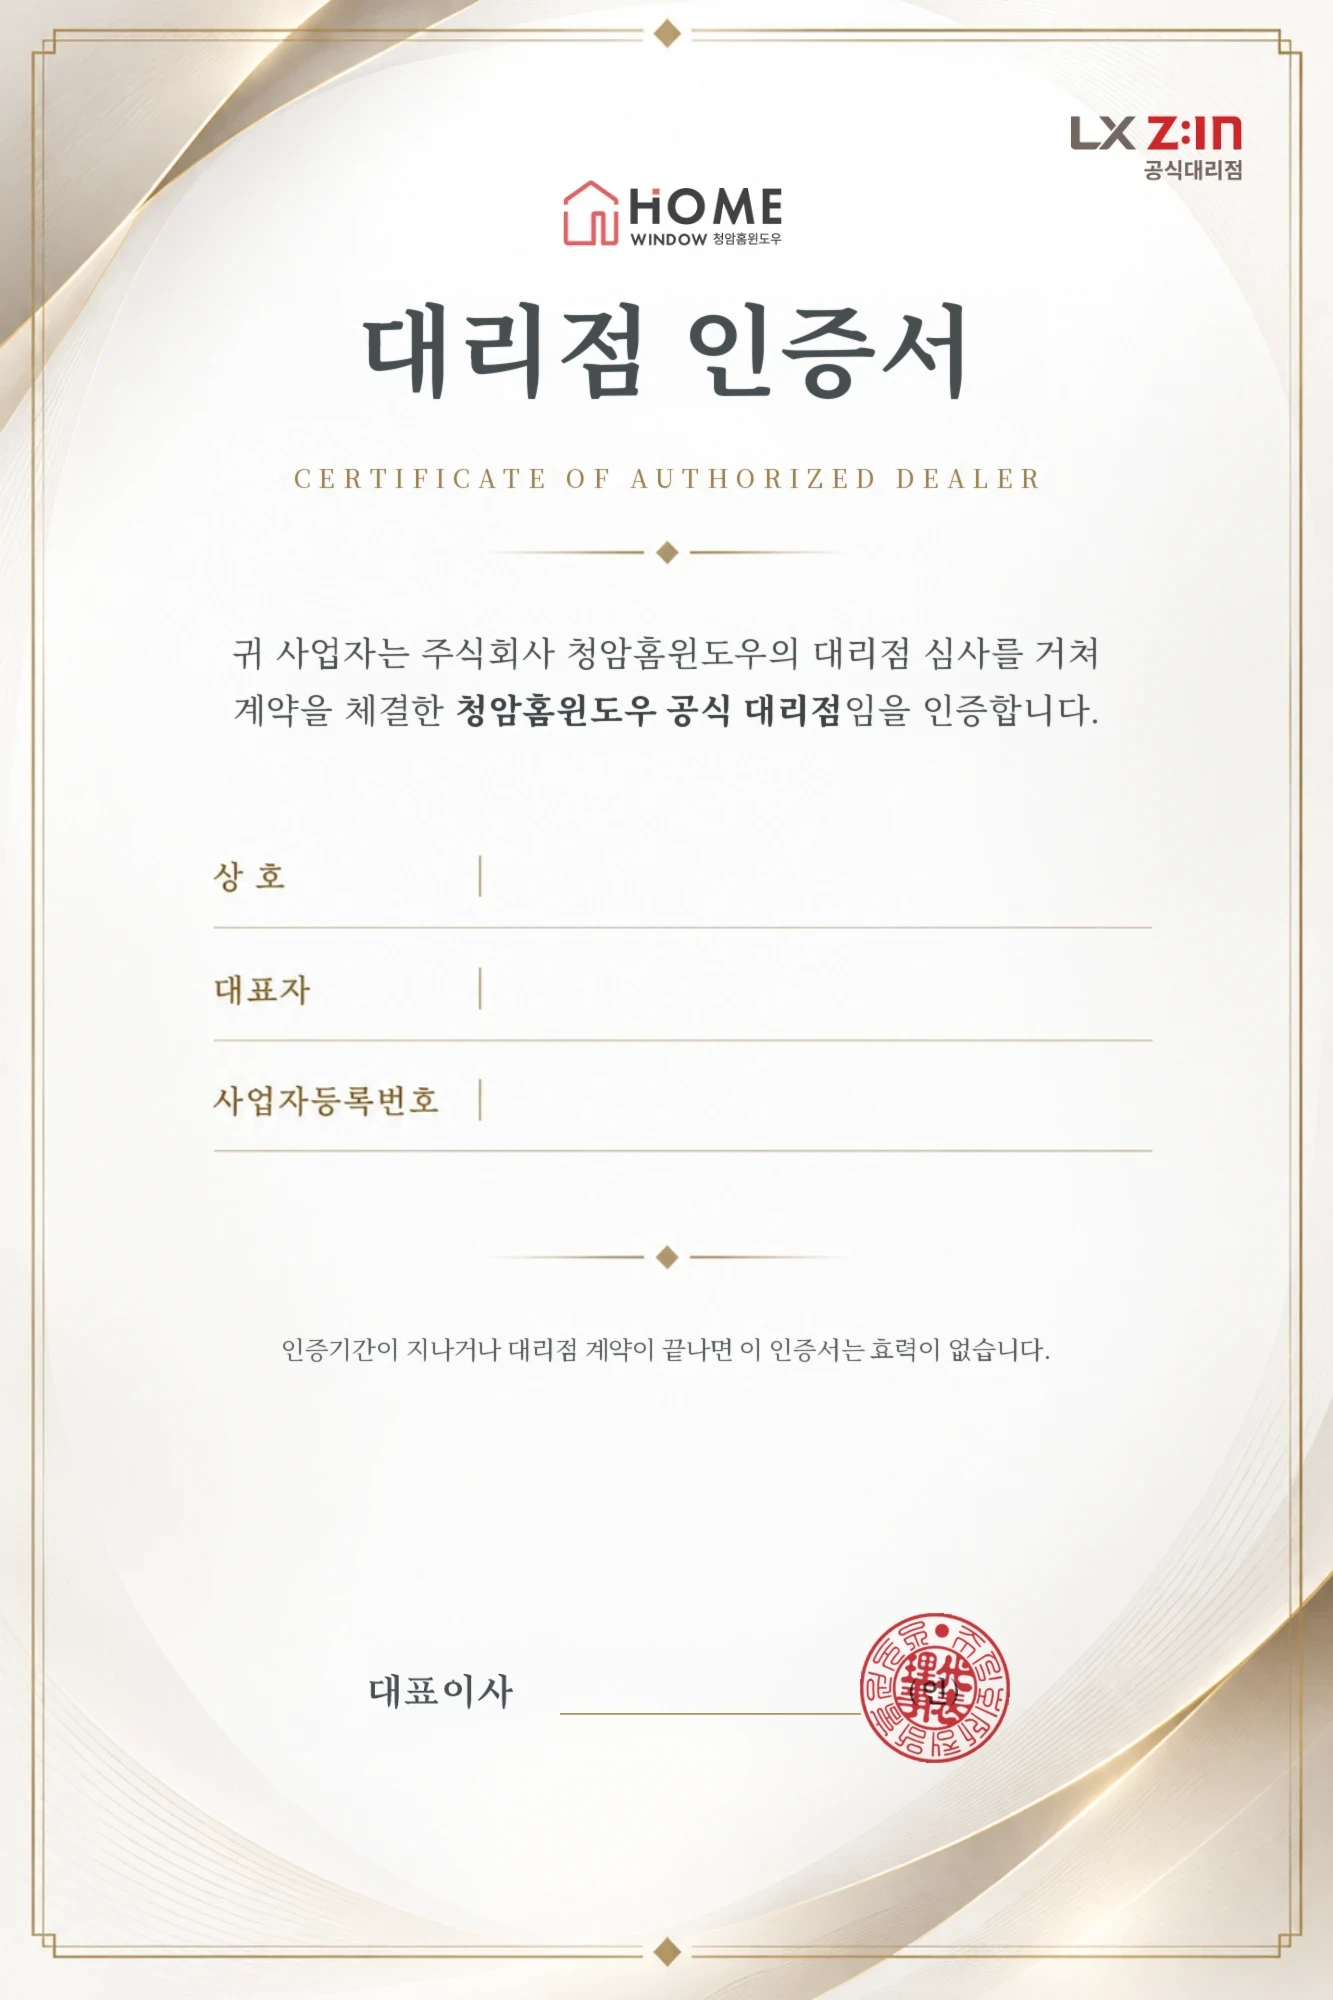 LX Z:IN
공식대리점
HOME
WINDOW 청암홈윈도우
대리점 인증서
CERTIFICATE OF AUTHORIZED DEALER
귀 사업자는 주식회사 청암홈윈도우의 대리점 심사를 거쳐
계약을 체결한 청암홈윈도우 공식 대리점임을 인증합니다.
상 호
대표자
사업자등록번호
인증기간이 지나거나 대리점 계약이 끝나면 이 인증서는 효력이 없습니다.
대표이사 (인)